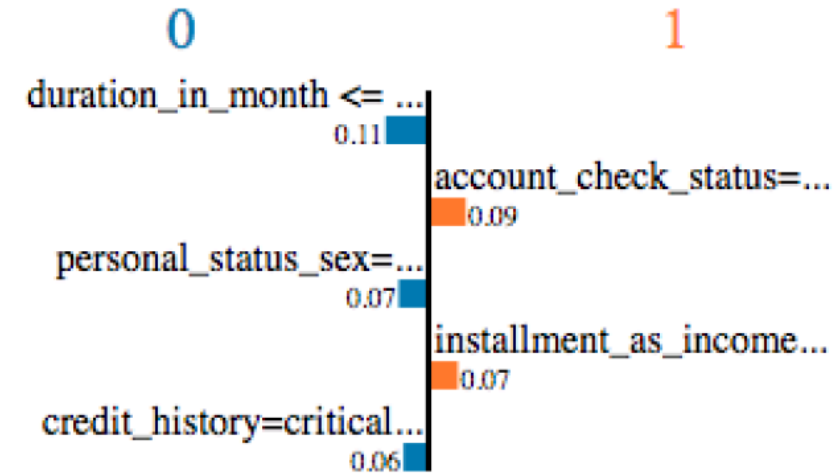 0 1
duration_in_month <= ...
0.11
account_check_status=...
0.09
personal_status_sex=...
0.07
installment_as_income...
0.07
credit_history=critical...
0.06